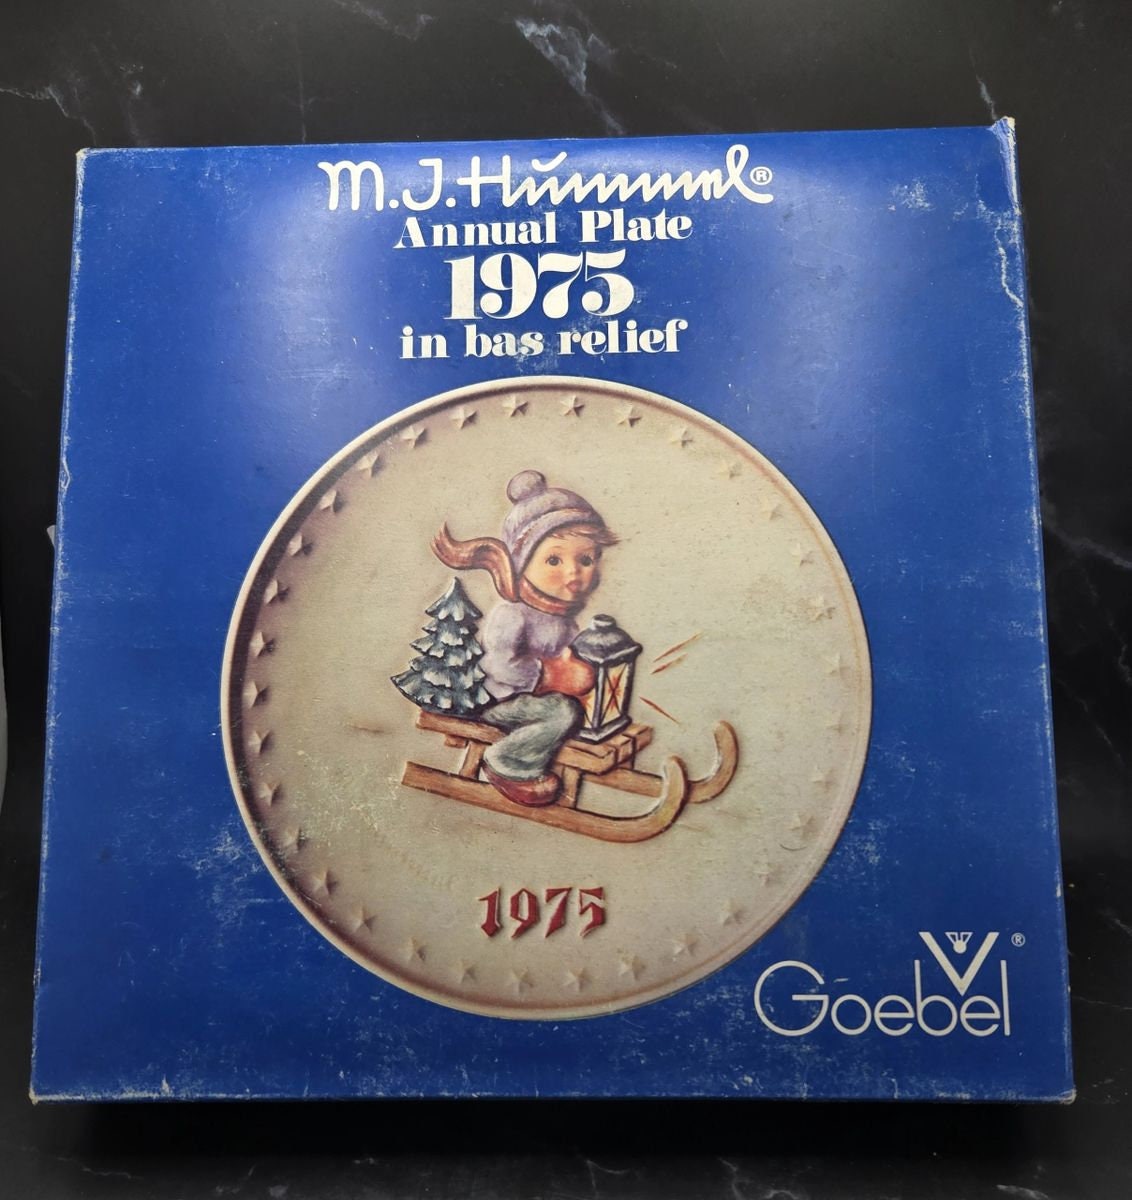 M.J. Hummel®
Annual Plate
1975
in bas relief
1975
Goebel®